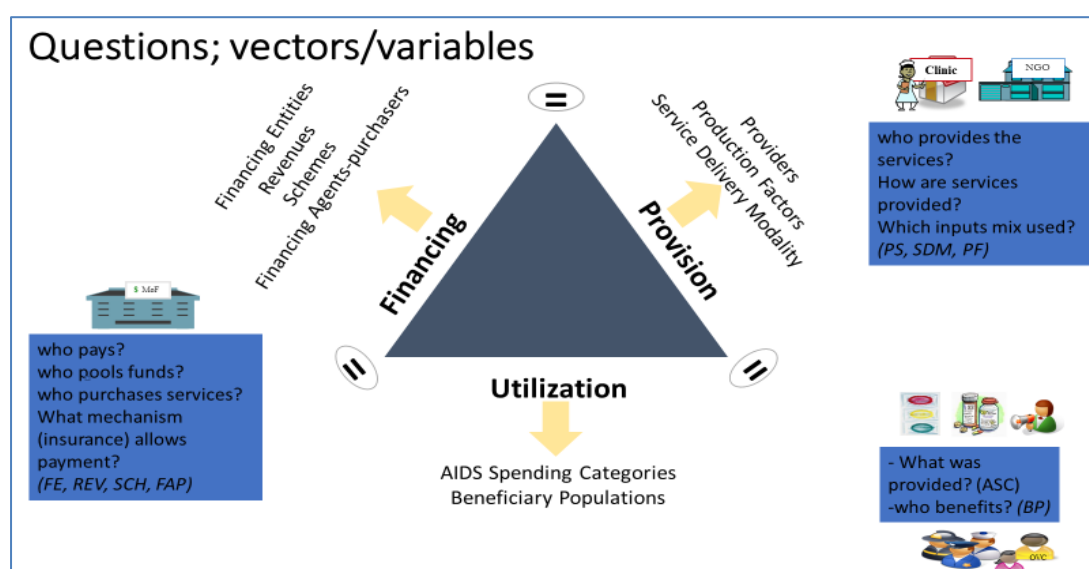 Questions; vectors/variables
Financing Entities
Revenues
Schemes
Financing Agents-purchasers
Financing
=
Providers
Production Factors
Service Delivery Modality
Provision
Clinic
NGO
who provides the
services?
How are services
provided?
Which inputs mix used?
(PS, SDM, PF)
$ MoF
who pays?
who pools funds?
who purchases services?
What mechanism
(insurance) allows
payment?
(FE, REV, SCH, FAP)
=
=
Utilization
AIDS Spending Categories
Beneficiary Populations
- What was
provided? (ASC)
-who benefits? (BP)
OVC